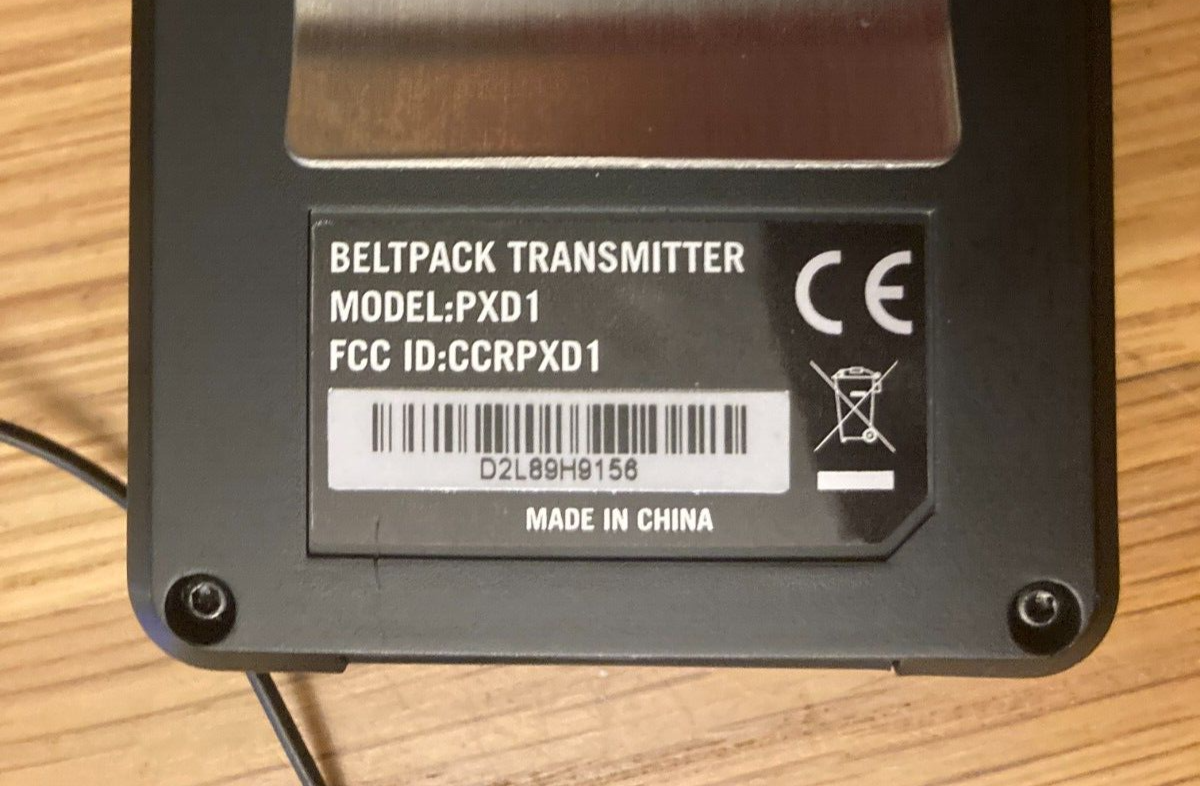 BELTPACK TRANSMITTER
MODEL:PXD1
FCC ID:CCRPXD1
CE
D2L89H9156
MADE IN CHINA